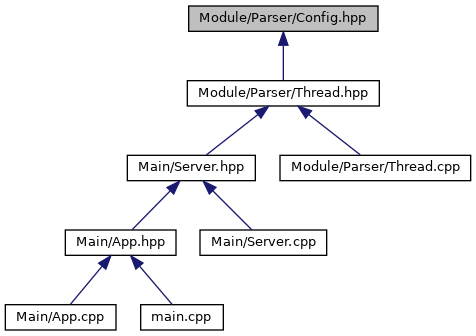 Module/Parser/Config.hpp
Module/Parser/Thread.hpp
Main/Server.hpp
Module/Parser/Thread.cpp
Main/App.hpp
Main/Server.cpp
Main/App.cpp
main.cpp